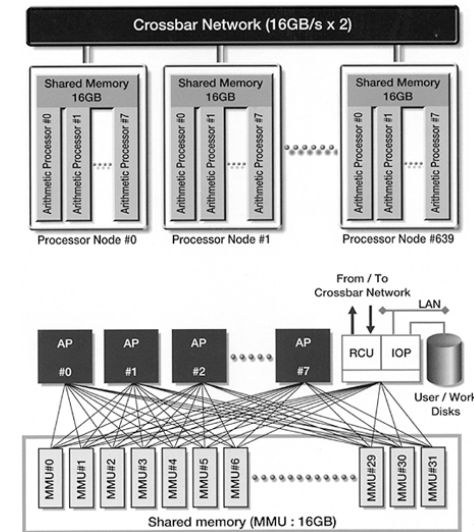 Crossbar Network (16GB/s x 2)
Shared Memory
16GB
Arithmetic Processor #0
Arithmetic Processor #1
Arithmetic Processor #7
Shared Memory
16GB
Arithmetic Processor #0
Arithmetic Processor #1
Arithmetic Processor #7
Shared Memory
16GB
Arithmetic Processor #0
Arithmetic Processor #1
Arithmetic Processor #7
Processor Node #0
Processor Node #1
Processor Node #639
From / To
Crossbar Network
LAN
AP
#0
AP
#1
AP
#2
AP
#7
RCU
IOP
User / Work
Disks
MMU#0
MMU#1
MMU#2
MMU#3
MMU#4
MMU#5
MMU#6
MMU#29
MMU#30
MMU#31
Shared memory (MMU : 16GB)